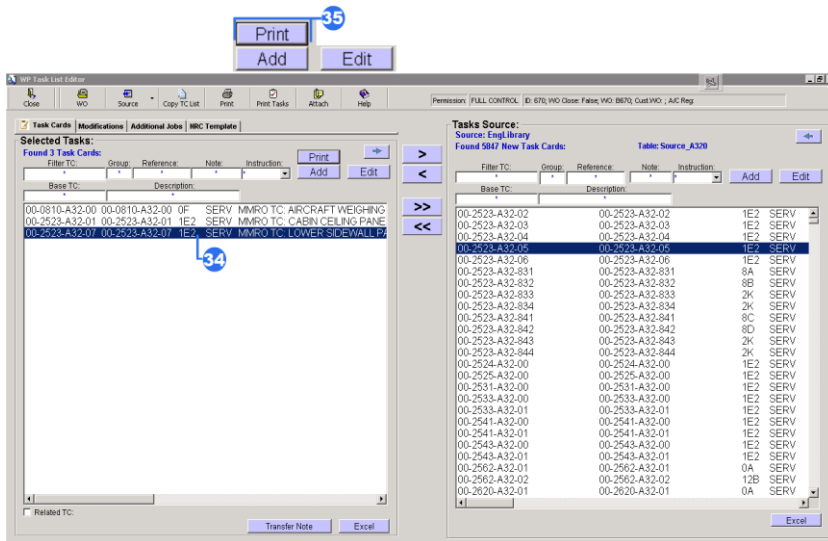 35
Print
Add Edit
WP Task List Editor
Close WO Source Copy TC List Print Print Tasks Attach Help
Permission: FULL CONTROL ID: 670; WO Close: False; WO: B670; Cust.WO: ; A/C Reg:
Task Cards Modifications Additional Jobs NRC Template
Selected Tasks:
Found 3 Task Cards:
Filter TC: Group: Reference: Note: Instruction:
* * * * *
Print
Add Edit
Base TC: Description:
* *
00-0810-A32-00 00-0810-A32-00 0F SERV MMRO TC: AIRCRAFT WEIGHING
00-2523-A32-01 00-2523-A32-01 1E2 SERV MMRO TC: CABIN CEILING PANE
00-2523-A32-07 00-2523-A32-07 1E2 SERV MMRO TC: LOWER SIDEWALL PA
34
Related TC:
Transfer Note Excel
>
<
>>
<<
Tasks Source:
Source: EngLibrary
Found 5847 New Task Cards: Table: Source_A320
Filter TC: Group: Reference: Note: Instruction:
* * * * *
Add Edit
Base TC: Description:
* *
00-2523-A32-02 00-2523-A32-02 1E2 SERV
00-2523-A32-03 00-2523-A32-03 1E2 SERV
00-2523-A32-04 00-2523-A32-04 1E2 SERV
00-2523-A32-05 00-2523-A32-05 1E2 SERV
00-2523-A32-06 00-2523-A32-06 1E2 SERV
00-2523-A32-831 00-2523-A32-831 8A SERV
00-2523-A32-832 00-2523-A32-832 8B SERV
00-2523-A32-833 00-2523-A32-833 2K SERV
00-2523-A32-834 00-2523-A32-834 2K SERV
00-2523-A32-841 00-2523-A32-841 8C SERV
00-2523-A32-842 00-2523-A32-842 8D SERV
00-2523-A32-843 00-2523-A32-843 2K SERV
00-2523-A32-844 00-2523-A32-844 2K SERV
00-2524-A32-00 00-2524-A32-00 1E2 SERV
00-2525-A32-00 00-2525-A32-00 1E2 SERV
00-2531-A32-00 00-2531-A32-00 1E2 SERV
00-2533-A32-00 00-2533-A32-00 1E2 SERV
00-2533-A32-01 00-2533-A32-01 1E2 SERV
00-2541-A32-00 00-2541-A32-00 1E2 SERV
00-2541-A32-01 00-2541-A32-01 1E2 SERV
00-2543-A32-00 00-2543-A32-00 1E2 SERV
00-2543-A32-01 00-2543-A32-01 1E2 SERV
00-2562-A32-01 00-2562-A32-01 0A SERV
00-2562-A32-02 00-2562-A32-02 12B SERV
00-2620-A32-01 00-2620-A32-01 0A SERV
Excel